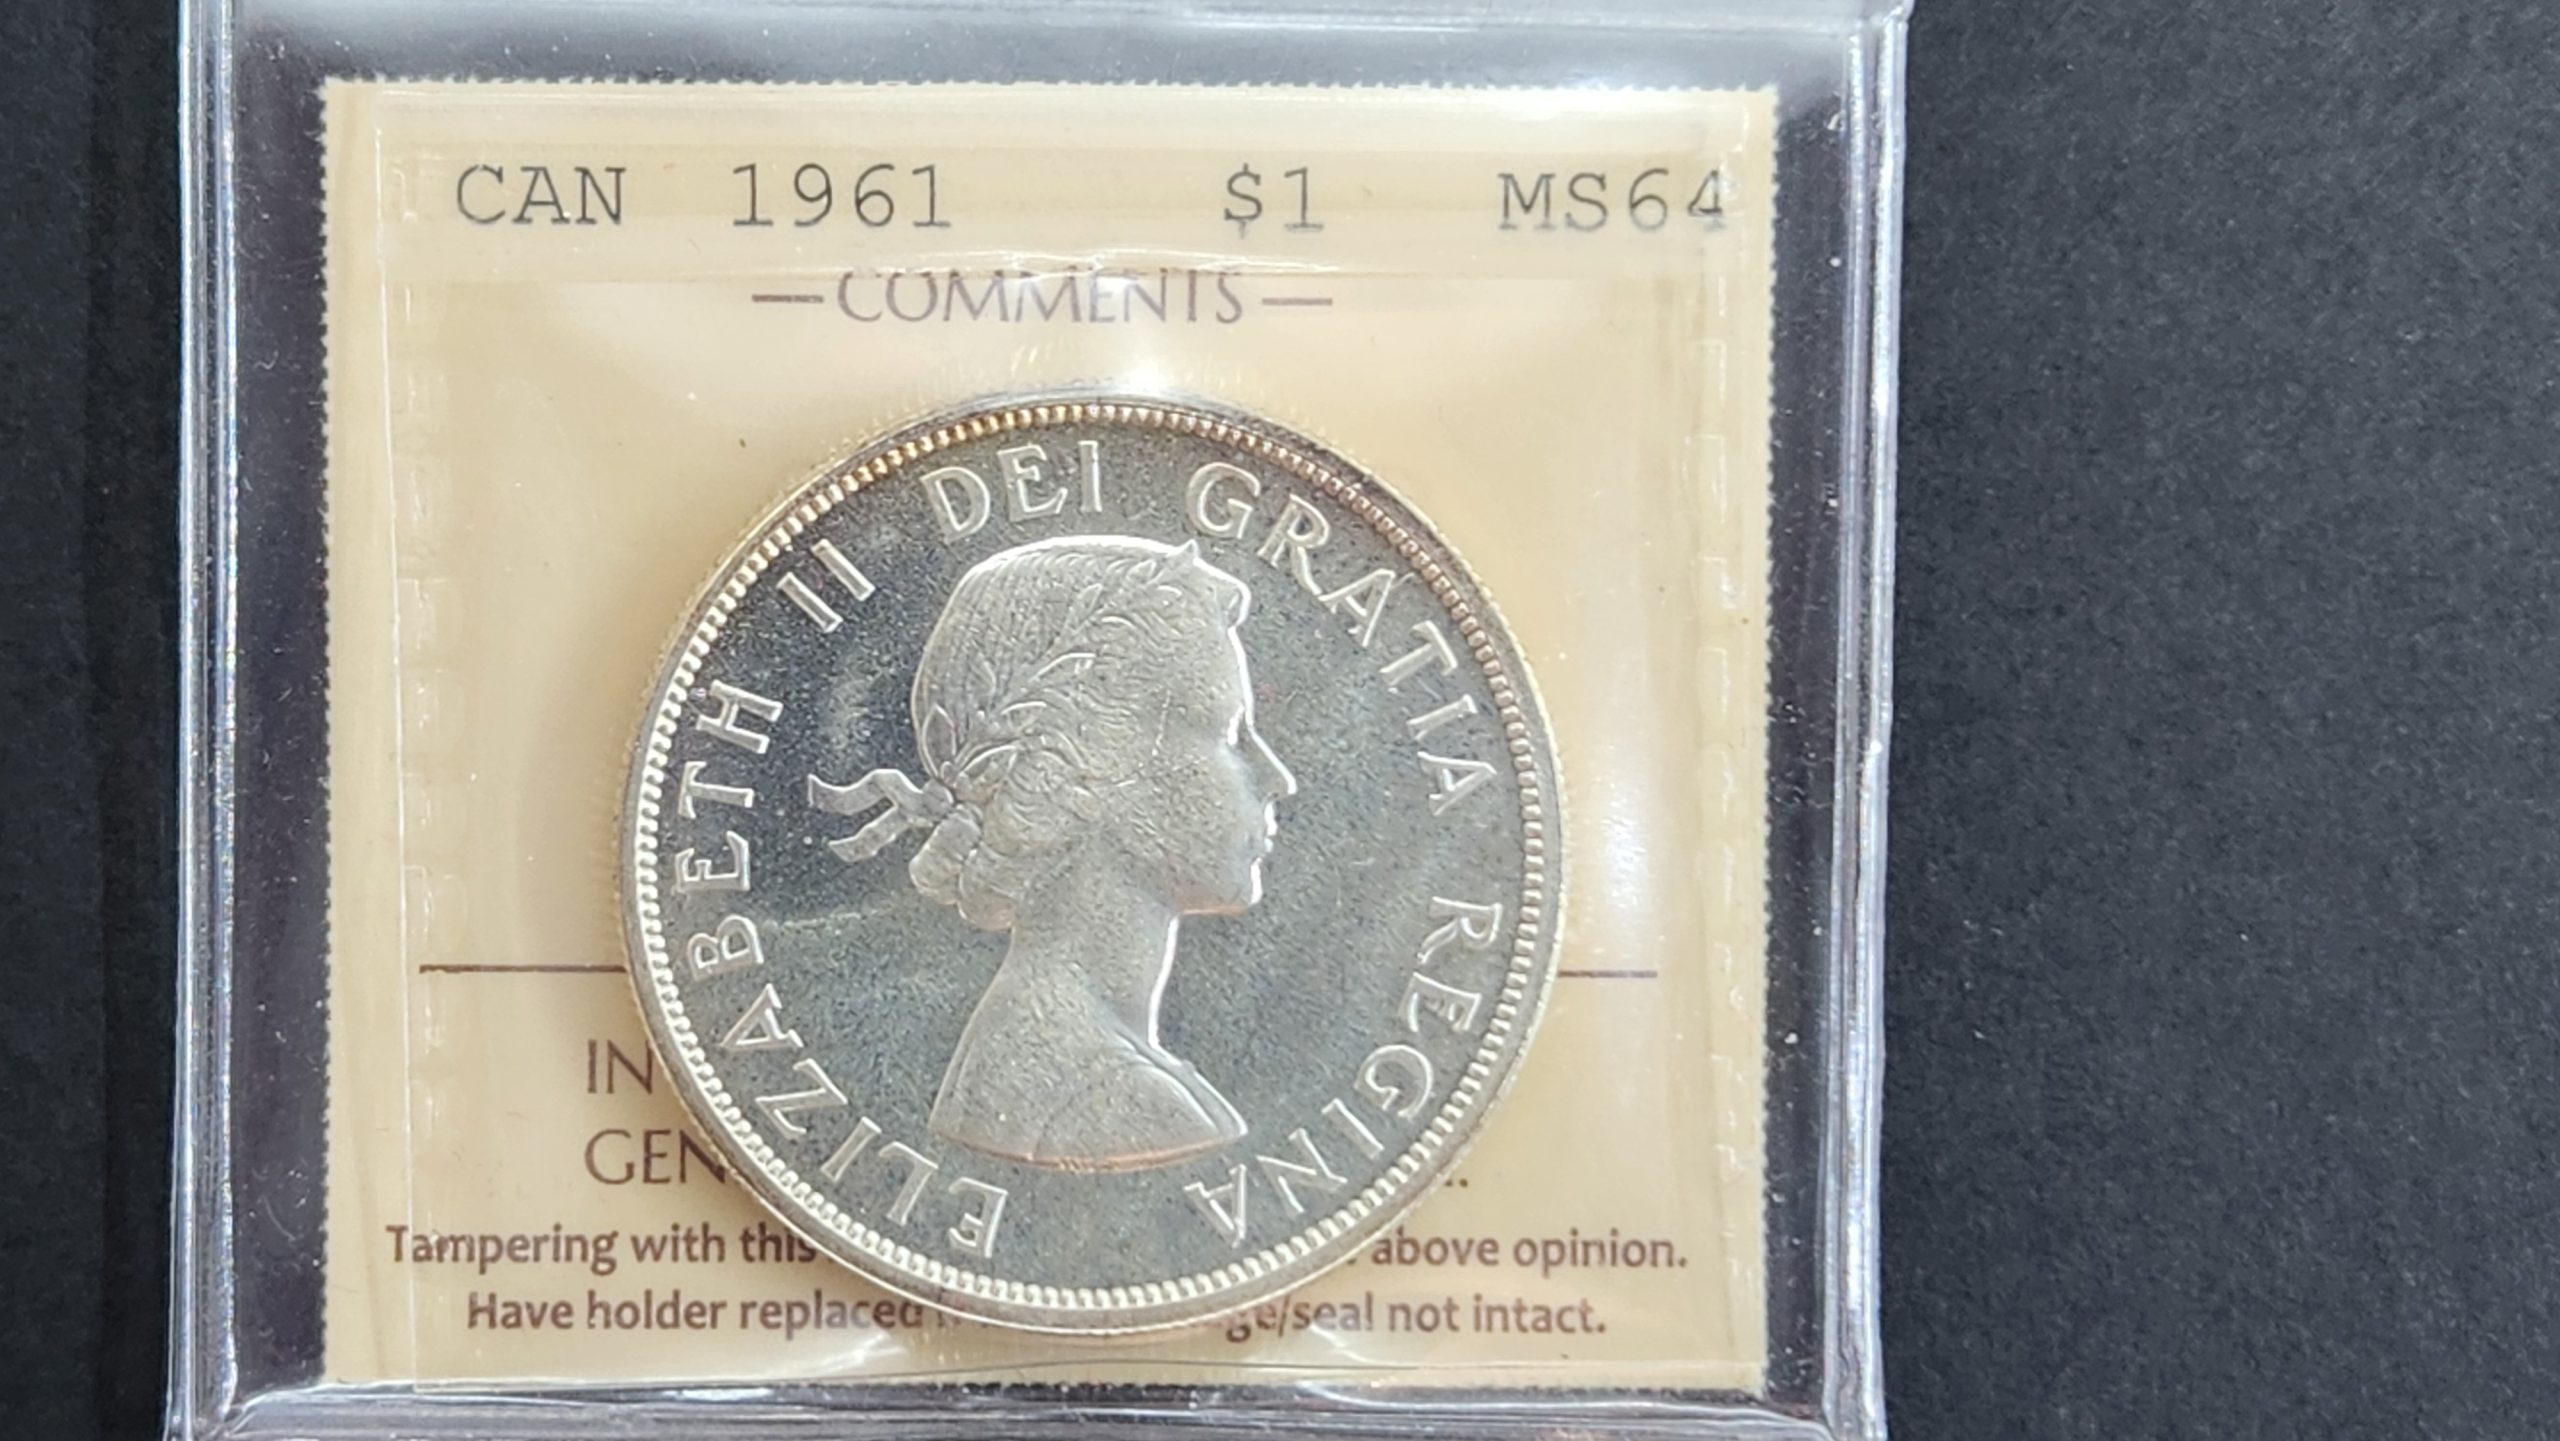 CAN 1961 $1 MS64
—COMMENTS—
ELIZABETH II DEI GRATIA REGINA
IN
GEN
Tampering with this above opinion.
Have holder replaced ge/seal not intact.